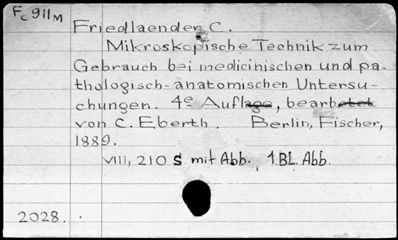 Fc 911M
Friedlaender C.
Mikroskopische Technik zum
Gebrauch bei medicinischen und pa-
thologisch-anatomischen Untersu-
chungen. 4e Auflage, bearbetet
von C. Eberth. Berlin, Fischer,
1889.
VIII, 210 S mit Abb., 1 BL. Abb.
2028.